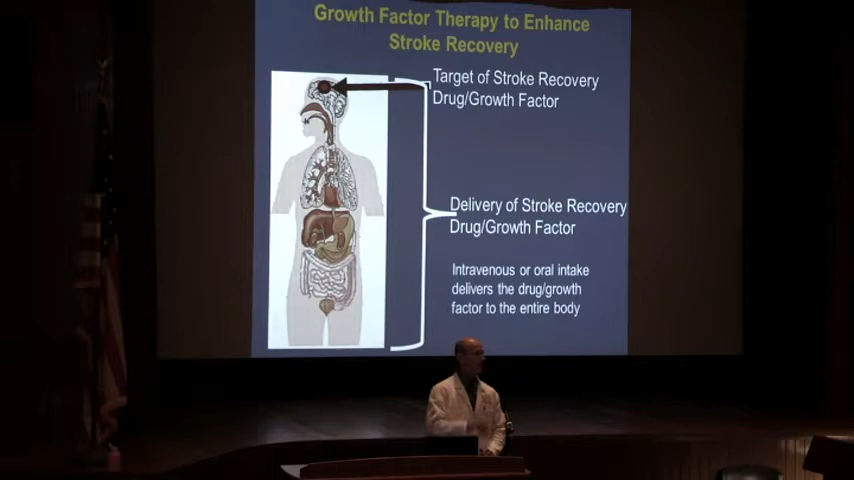 Growth Factor Therapy to Enhance
Stroke Recovery
Target of Stroke Recovery
Drug/Growth Factor
Delivery of Stroke Recovery
Drug/Growth Factor
Intravenous or oral intake
delivers the drug/growth
factor to the entire body